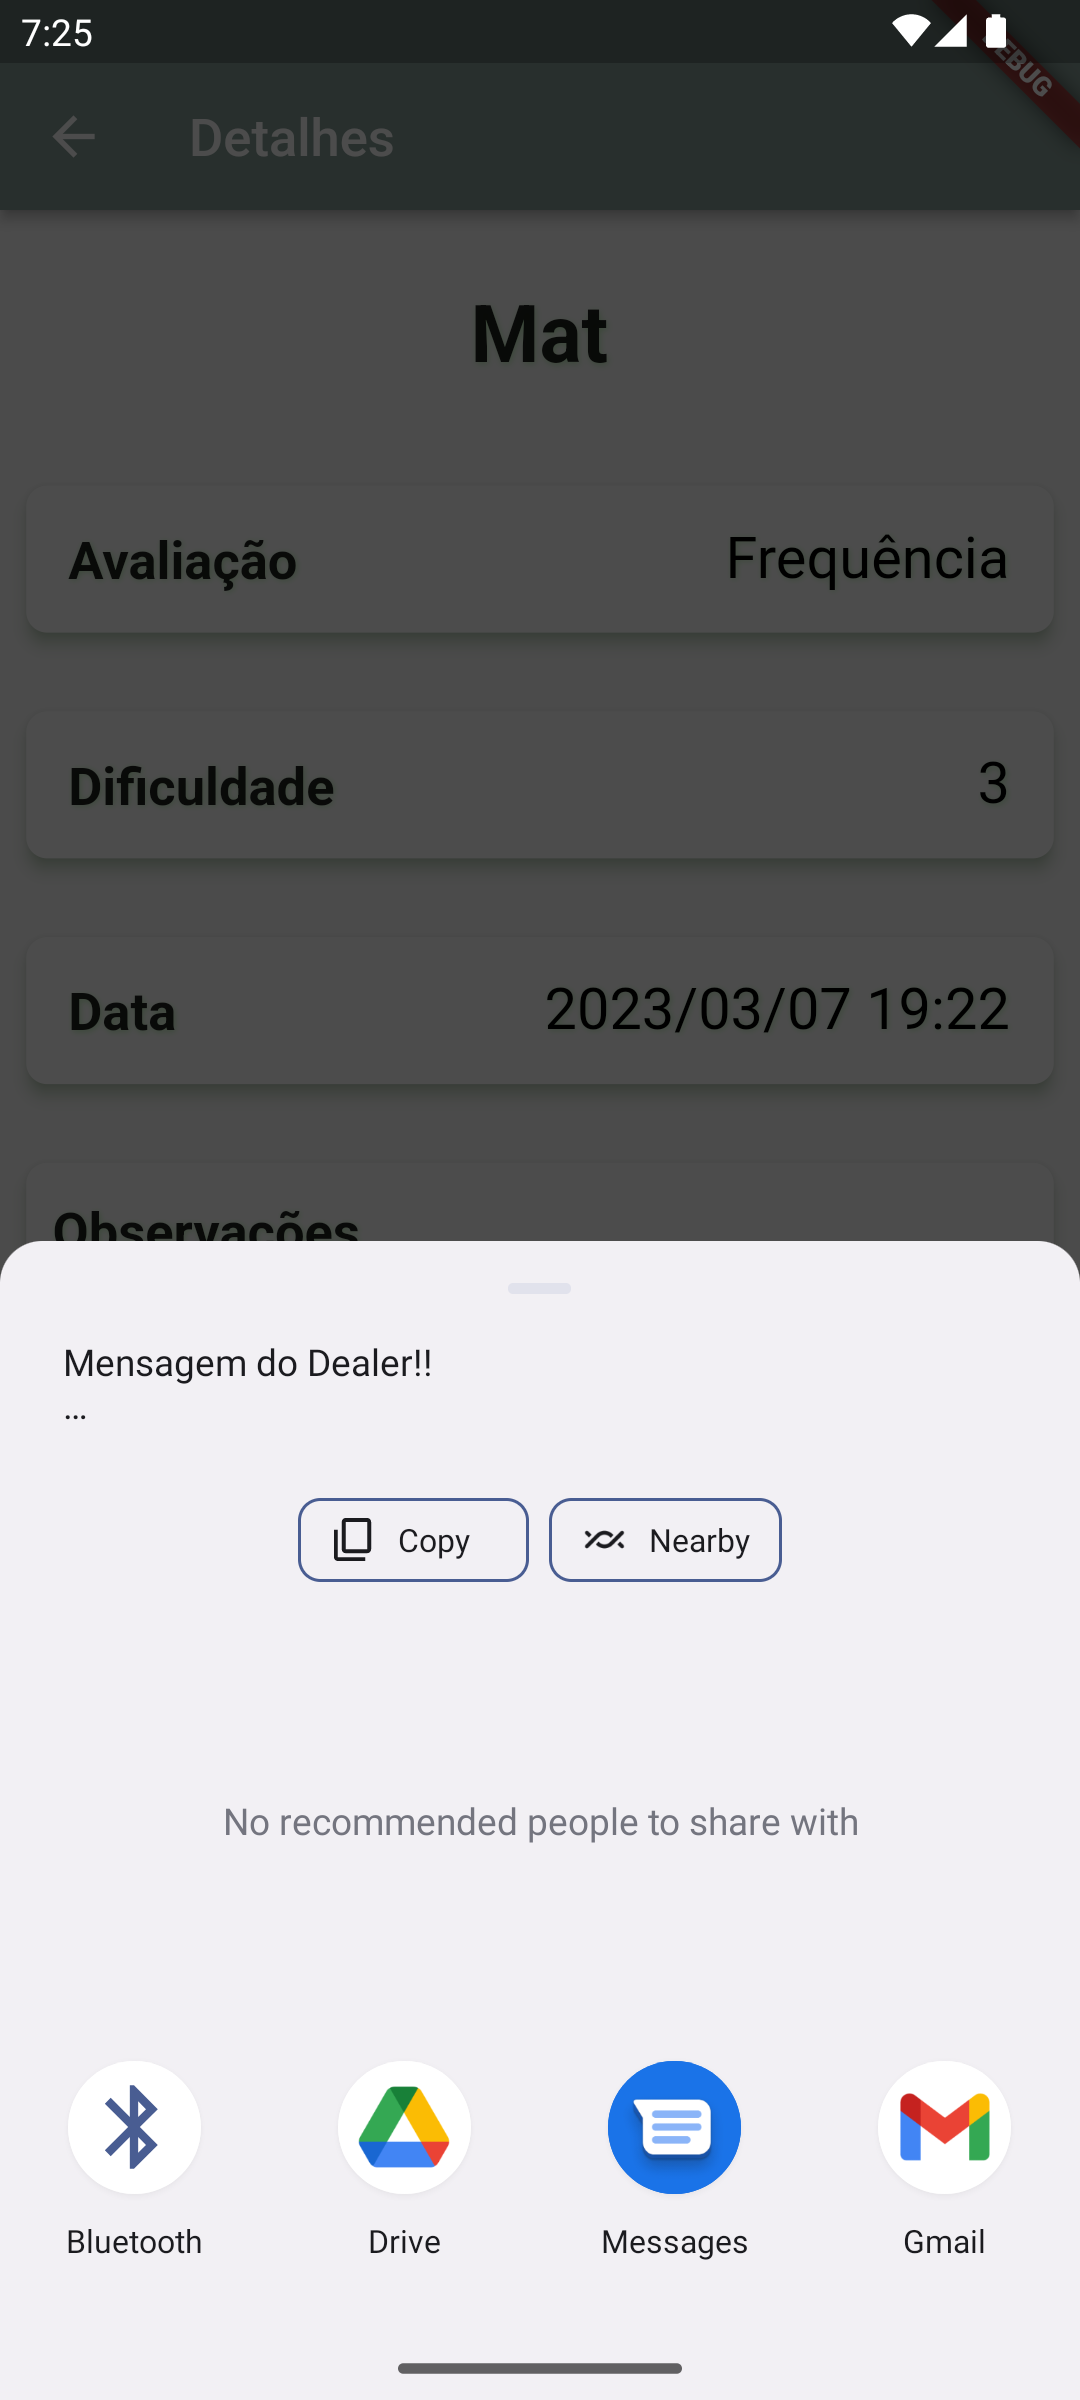 7:25
DEBUG
Detalhes
Mat
Avaliação Frequência
Dificuldade 3
Data 2023/03/07 19:22
Observações
Mensagem do Dealer!!
...
Copy Nearby
No recommended people to share with
Bluetooth Drive Messages Gmail